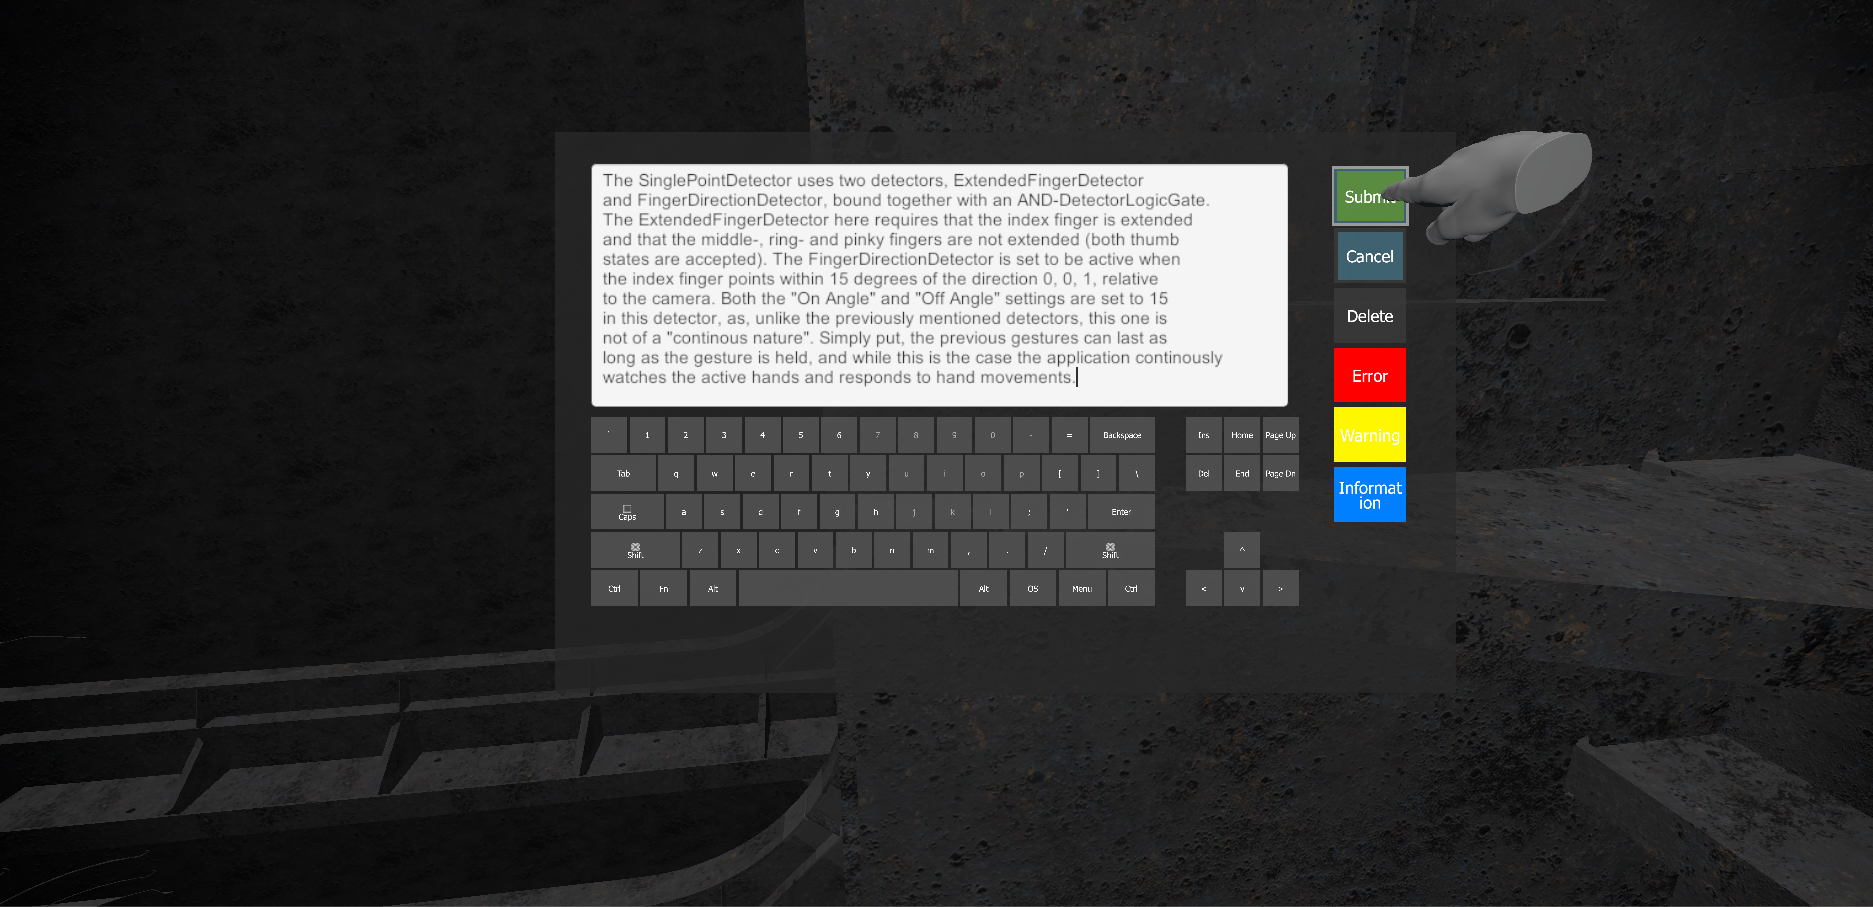 The SinglePointDetector uses two detectors, ExtendedFingerDetector
and FingerDirectionDetector, bound together with an AND-DetectorLogicGate.
The ExtendedFingerDetector here requires that the index finger is extended
and that the middle-, ring- and pinky fingers are not extended (both thumb
states are accepted). The FingerDirectionDetector is set to be active when
the index finger points within 15 degrees of the direction 0, 0, 1, relative
to the camera. Both the "On Angle" and "Off Angle" settings are set to 15
in this detector, as, unlike the previously mentioned detectors, this one is
not of a "continous nature". Simply put, the previous gestures can last as
long as the gesture is held, and while this is the case the application continously
watches the active hands and responds to hand movements.
Submit
Cancel
Delete
Error
Warning
Informat
ion
` 1 2 3 4 5 6 7 8 9 0 - = Backspace Ins Home Page Up
Tab q w e r t y u i o p [ ] \ Del End Page Dn
Caps a s d f g h j k l ; ' Enter
Shift z x c v b n m , . / Shift ^
Ctrl Fn Alt Alt OS Menu Ctrl < v >